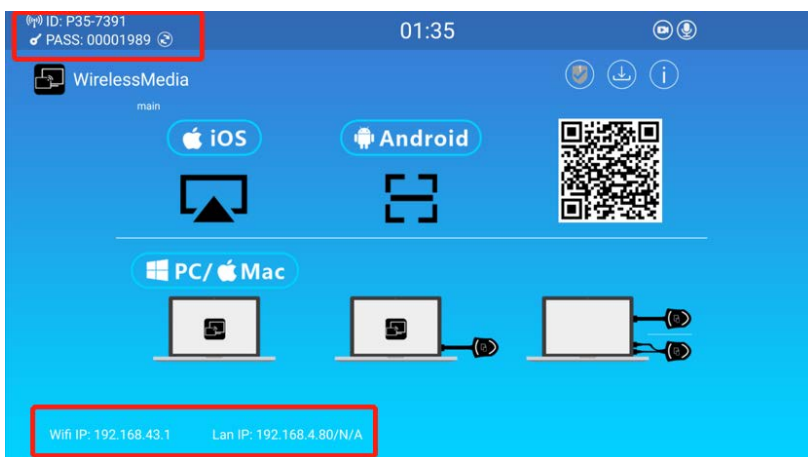 ID: P35-7391
01:35
PASS: 00001989
WirelessMedia
main
iOS
Android
PC/ Mac
Wifi IP: 192.168.43.1 Lan IP: 192.168.4.80/N/A